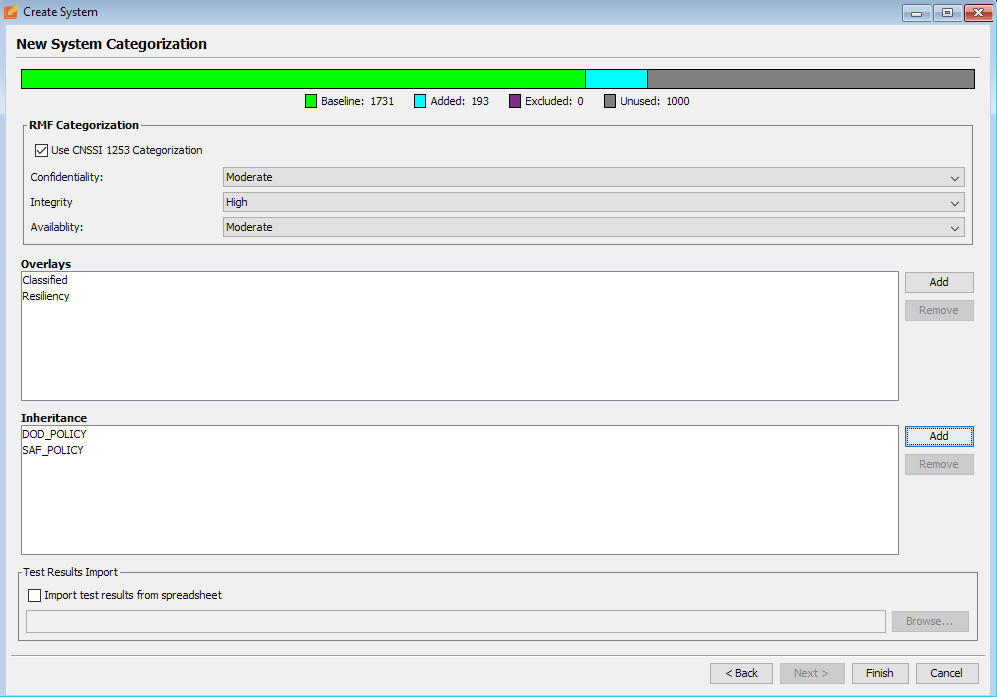 Create System
New System Categorization
Baseline: 1731 Added: 193 Excluded: 0 Unused: 1000
RMF Categorization
Use CNSSI 1253 Categorization
Confidentiality: Moderate
Integrity High
Availablity: Moderate
Overlays
Classified
Resiliency
Add
Remove
Inheritance
DOD_POLICY
SAF_POLICY
Add
Remove
Test Results Import
Import test results from spreadsheet
Browse...
< Back Next > Finish Cancel